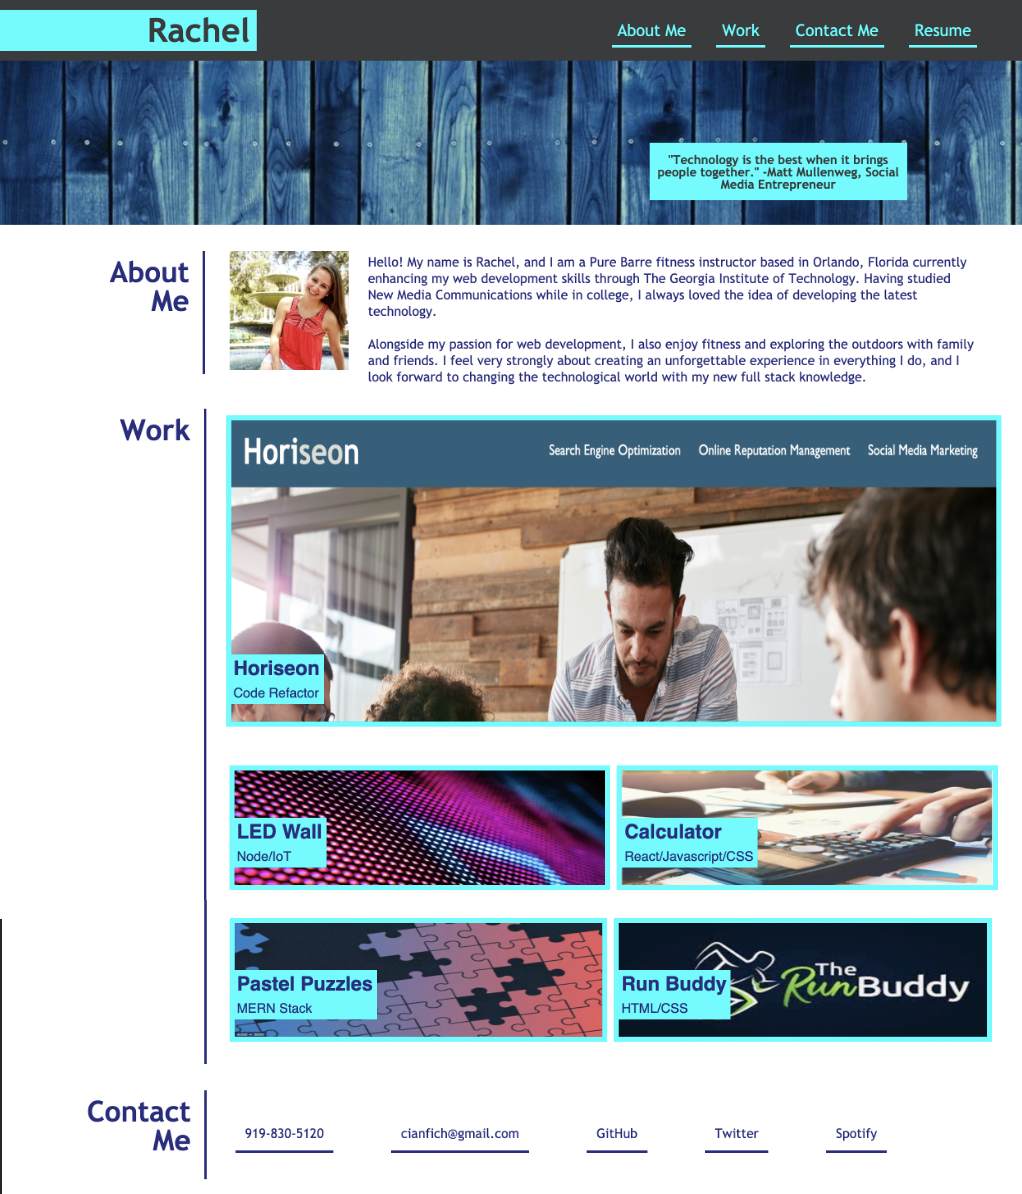 Rachel
About Me Work Contact Me Resume
"Technology is the best when it brings
people together." -Matt Mullenweg, Social
Media Entrepreneur
About
Me
Hello! My name is Rachel, and I am a Pure Barre fitness instructor based in Orlando, Florida currently
enhancing my web development skills through The Georgia Institute of Technology. Having studied
New Media Communications while in college, I always loved the idea of developing the latest
technology.
Alongside my passion for web development, I also enjoy fitness and exploring the outdoors with family
and friends. I feel very strongly about creating an unforgettable experience in everything I do, and I
look forward to changing the technological world with my new full stack knowledge.
Work
Horiseon
Search Engine Optimization Online Reputation Management Social Media Marketing
Horiseon
Code Refactor
LED Wall
Node/IoT
Calculator
React/Javascript/CSS
Pastel Puzzles
MERN Stack
Run Buddy
HTML/CSS
The
RunBuddy
Contact
Me
919-830-5120 cianfich@gmail.com GitHub Twitter Spotify